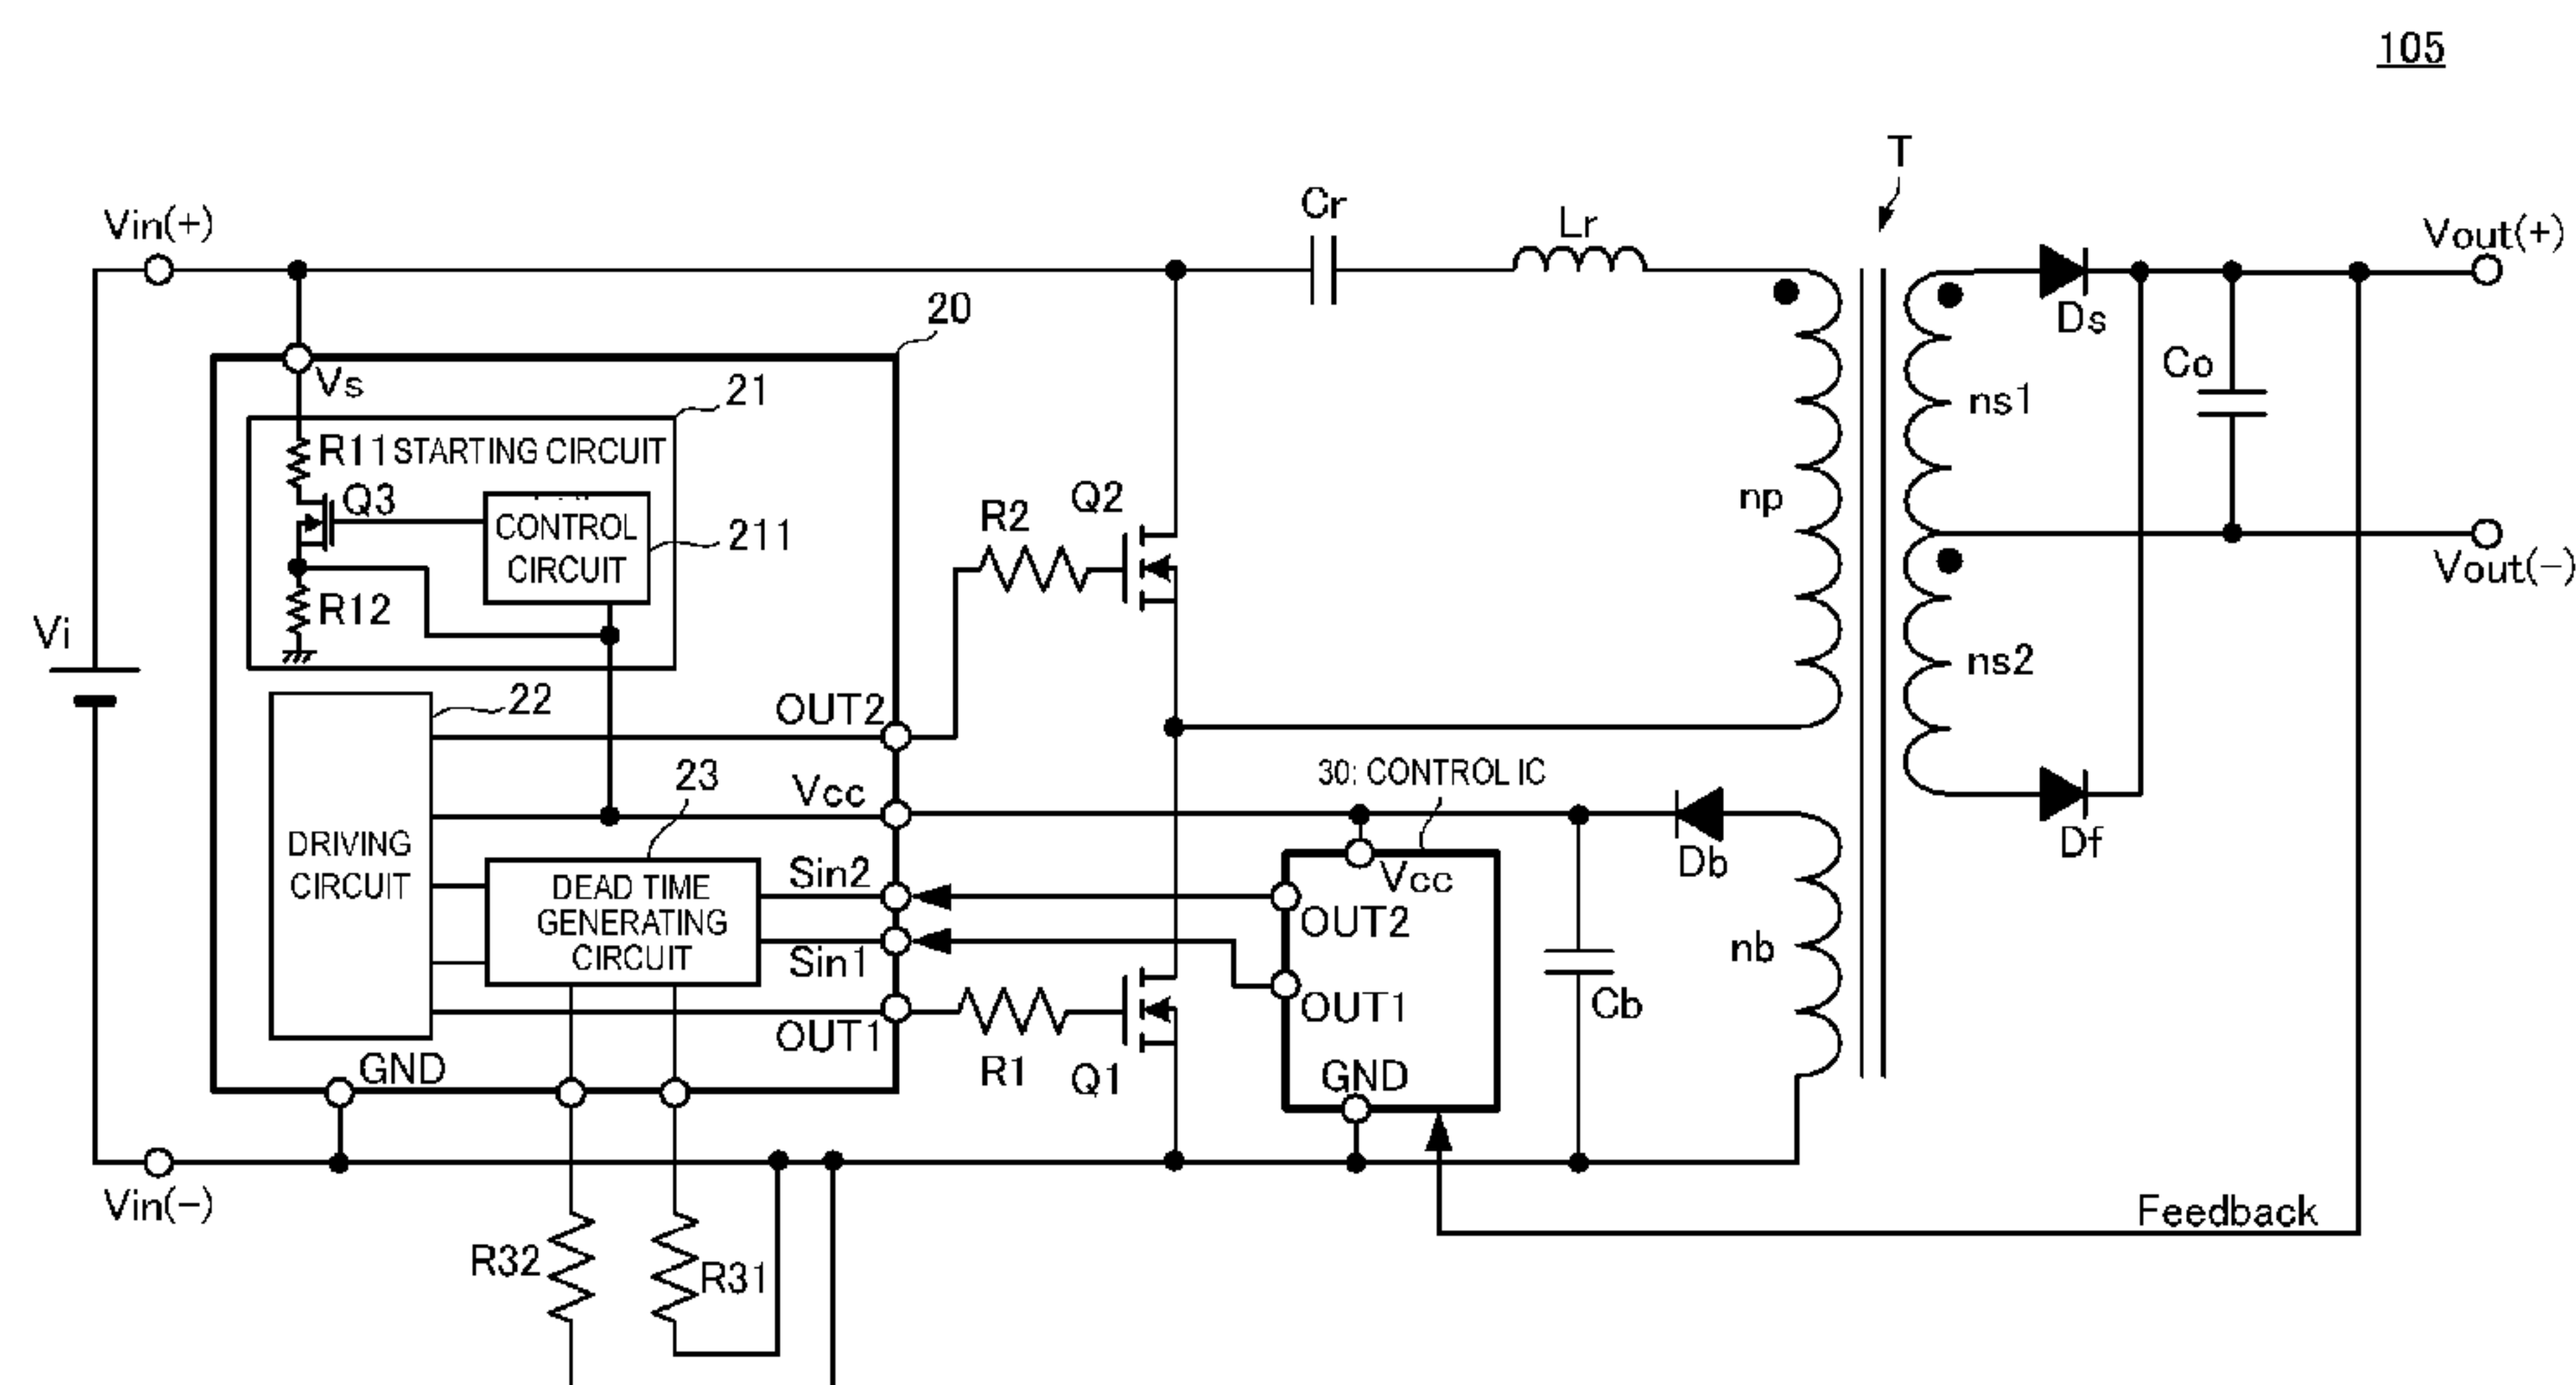 105
T
Vin(+)
Cr
Lr
Vout(+)
20
Ds
Vs
21
Co
ns1
R11 STARTING CIRCUIT
Q3
CONTROL
CIRCUIT
211
R2
Q2
np
Vout(−)
R12
Vi
ns2
22
OUT2
23
Vcc
30: CONTROL IC
DRIVING
CIRCUIT
DEAD TIME
GENERATING
CIRCUIT
Sin2
Sin1
Vcc
OUT2
OUT1
GND
Db
Df
nb
Cb
OUT1
GND
R1
Q1
Vin(−)
Feedback
R32
R31